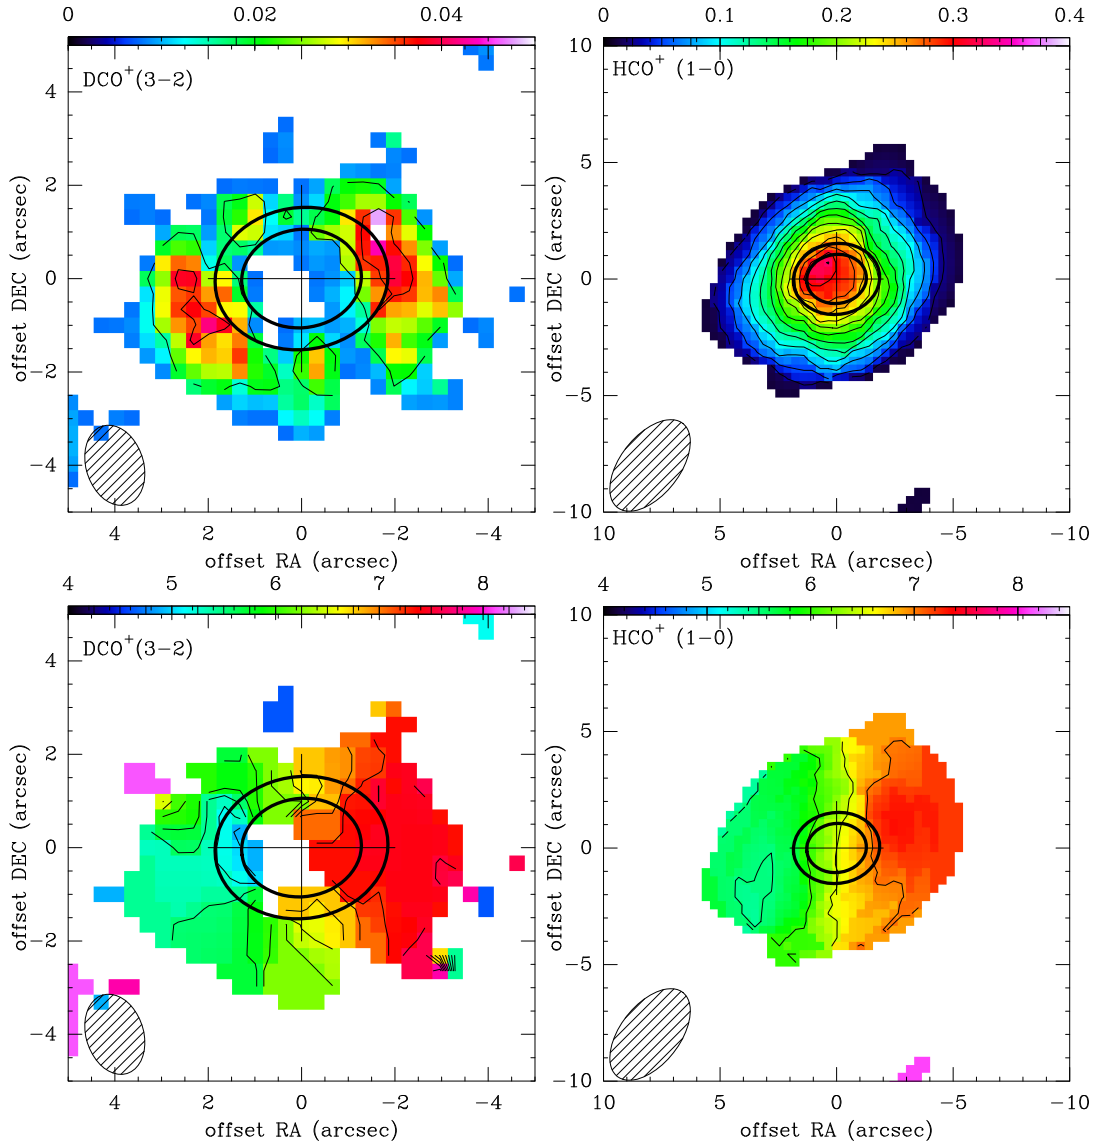 0 0.02 0.04
0 0.1 0.2 0.3 0.4
DCO⁺(3−2)
HCO⁺ (1−0)
4
2
0
−2
−4
offset DEC (arcsec)
10
5
0
−5
−10
offset DEC (arcsec)
4 2 0 −2 −4
offset RA (arcsec)
10 5 0 −5 −10
offset RA (arcsec)
4 5 6 7 8
4 5 6 7 8
DCO⁺(3−2)
HCO⁺ (1−0)
4
2
0
−2
−4
offset DEC (arcsec)
10
5
0
−5
−10
offset DEC (arcsec)
4 2 0 −2 −4
offset RA (arcsec)
10 5 0 −5 −10
offset RA (arcsec)